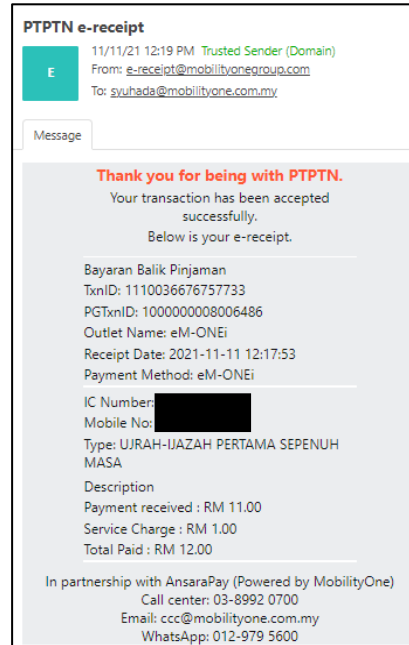 PTPTN e-receipt
E
11/11/21 12:19 PM Trusted Sender (Domain)
From: e-receipt@mobilityonegroup.com
To: syuhada@mobilityone.com.my
Message
Thank you for being with PTPTN.
Your transaction has been accepted
successfully.
Below is your e-receipt.
Bayaran Balik Pinjaman
TxnID: 1110036676757733
PGTxnID: 1000000008006486
Outlet Name: eM-ONEi
Receipt Date: 2021-11-11 12:17:53
Payment Method: eM-ONEi
IC Number:
Mobile No:
Type: UJRAH-IJAZAH PERTAMA SEPENUH
MASA
Description
Payment received : RM 11.00
Service Charge : RM 1.00
Total Paid : RM 12.00
In partnership with AnsaraPay (Powered by MobilityOne)
Call center: 03-8992 0700
Email: ccc@mobilityone.com.my
WhatsApp: 012-979 5600